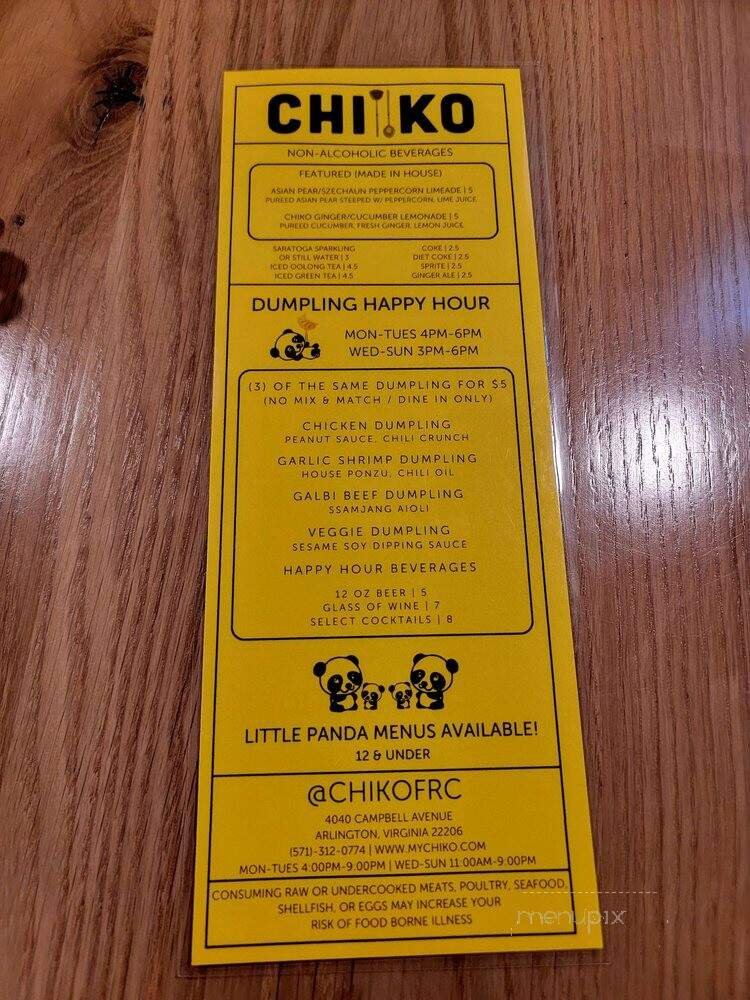 CHIKO
NON-ALCOHOLIC BEVERAGES
FEATURED (MADE IN HOUSE)
ASIAN PEAR/SZECHAUN PEPPERCORN LIMEADE | 5
PUREED ASIAN PEAR STEEPED W/ PEPPERCORN, LIME JUICE
CHIKO GINGER/CUCUMBER LEMONADE | 5
PUREED CUCUMBER, FRESH GINGER, LEMON JUICE
SARATOGA SPARKLING
OR STILL WATER | 3
ICED OOLONG TEA | 4.5
ICED GREEN TEA | 4.5
COKE | 2.5
DIET COKE | 2.5
SPRITE | 2.5
GINGER ALE | 2.5
DUMPLING HAPPY HOUR
MON-TUES 4PM-6PM
WED-SUN 3PM-6PM
(3) OF THE SAME DUMPLING FOR $5
(NO MIX & MATCH / DINE IN ONLY)
CHICKEN DUMPLING
PEANUT SAUCE, CHILI CRUNCH
GARLIC SHRIMP DUMPLING
HOUSE PONZU, CHILI OIL
GALBI BEEF DUMPLING
SSAMJANG AIOLI
VEGGIE DUMPLING
SESAME SOY DIPPING SAUCE
HAPPY HOUR BEVERAGES
12 OZ BEER | 5
GLASS OF WINE | 7
SELECT COCKTAILS | 8
LITTLE PANDA MENUS AVAILABLE!
12 & UNDER
@CHIKOFRC
4040 CAMPBELL AVENUE
ARLINGTON, VIRGINIA 22206
(571)-312-0774 | WWW.MYCHIKO.COM
MON-TUES 4:00PM-9:00PM | WED-SUN 11:00AM-9:00PM
CONSUMING RAW OR UNDERCOOKED MEATS, POULTRY, SEAFOOD,
SHELLFISH, OR EGGS MAY INCREASE YOUR
RISK OF FOOD BORNE ILLNESS
menupix